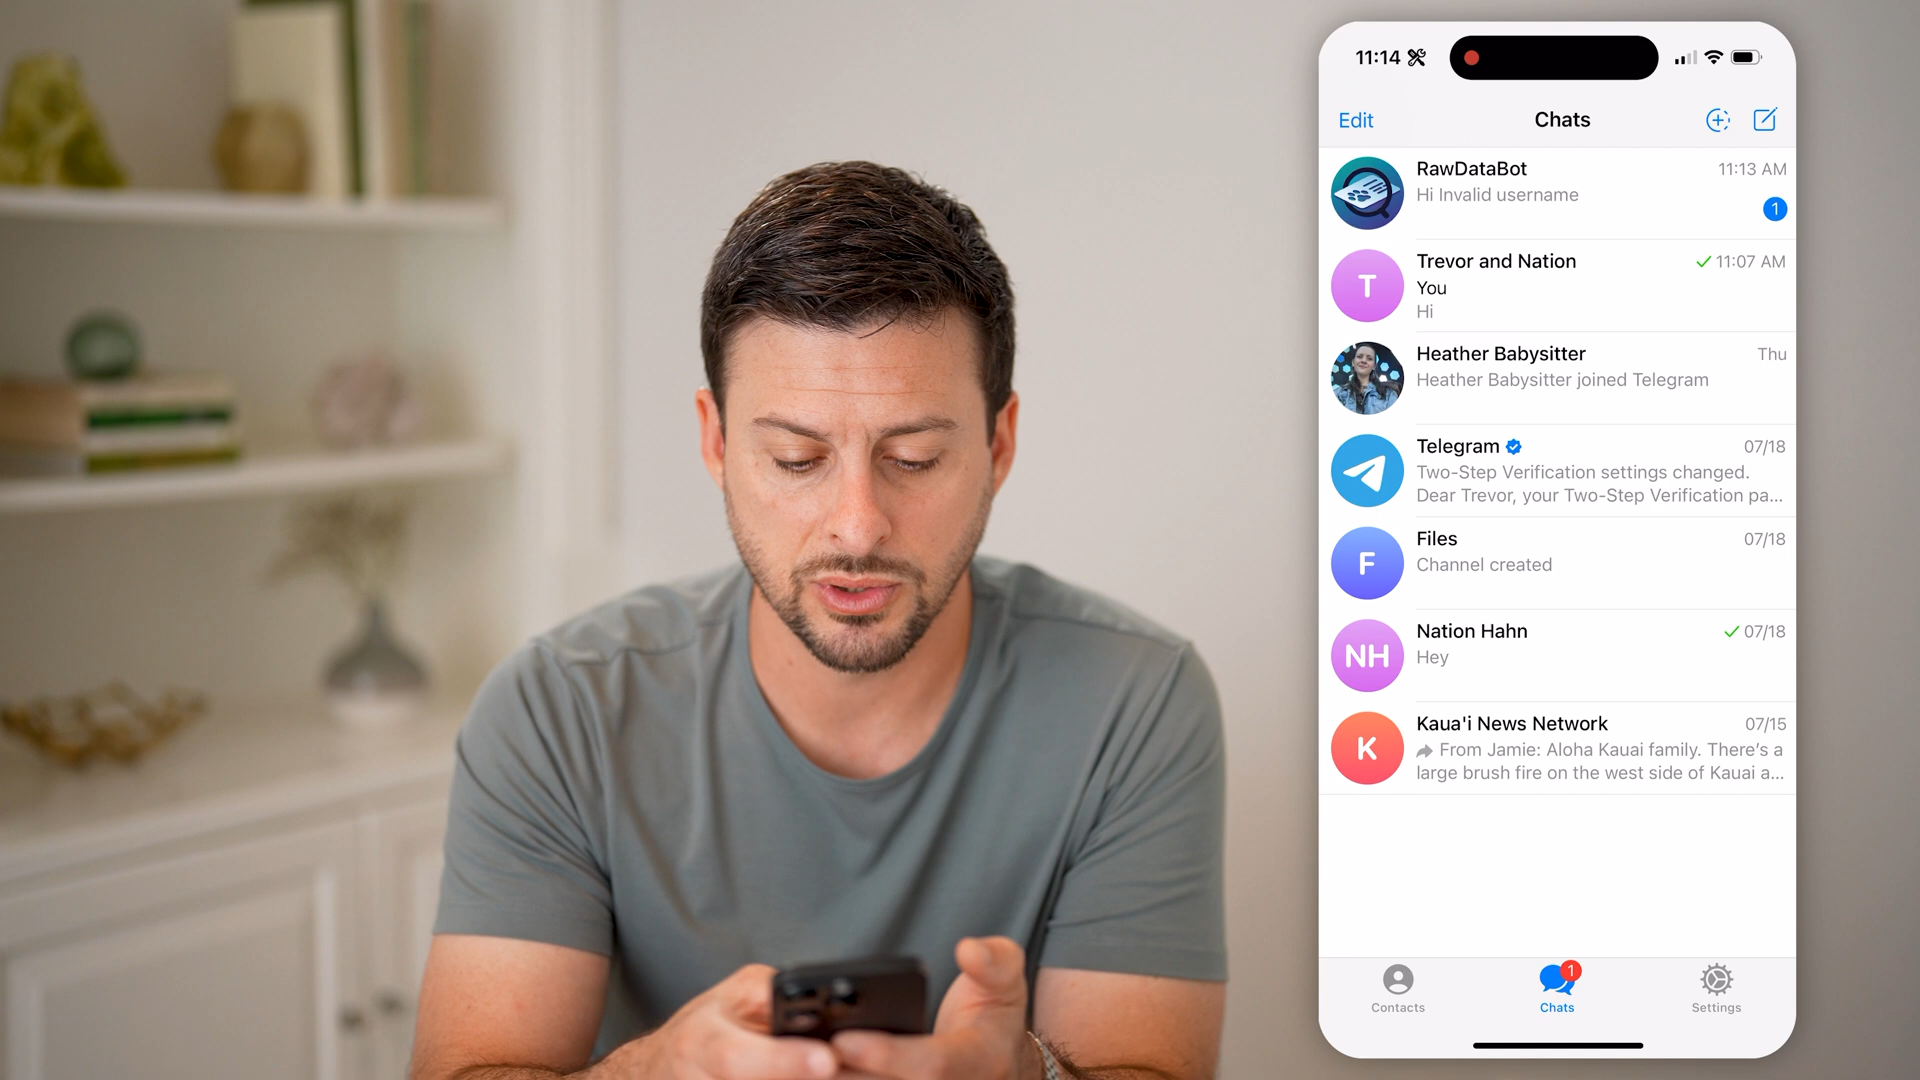 11:14
Edit
Chats
RawDataBot
11:13 AM
Hi Invalid username
1
T
Trevor and Nation
11:07 AM
You
Hi
Heather Babysitter
Thu
Heather Babysitter joined Telegram
Telegram
07/18
Two-Step Verification settings changed.
Dear Trevor, your Two-Step Verification pa...
F
Files
07/18
Channel created
NH
Nation Hahn
07/18
Hey
K
Kaua'i News Network
07/15
From Jamie: Aloha Kauai family. There’s a
large brush fire on the west side of Kauai a...
1
Contacts
Chats
Settings